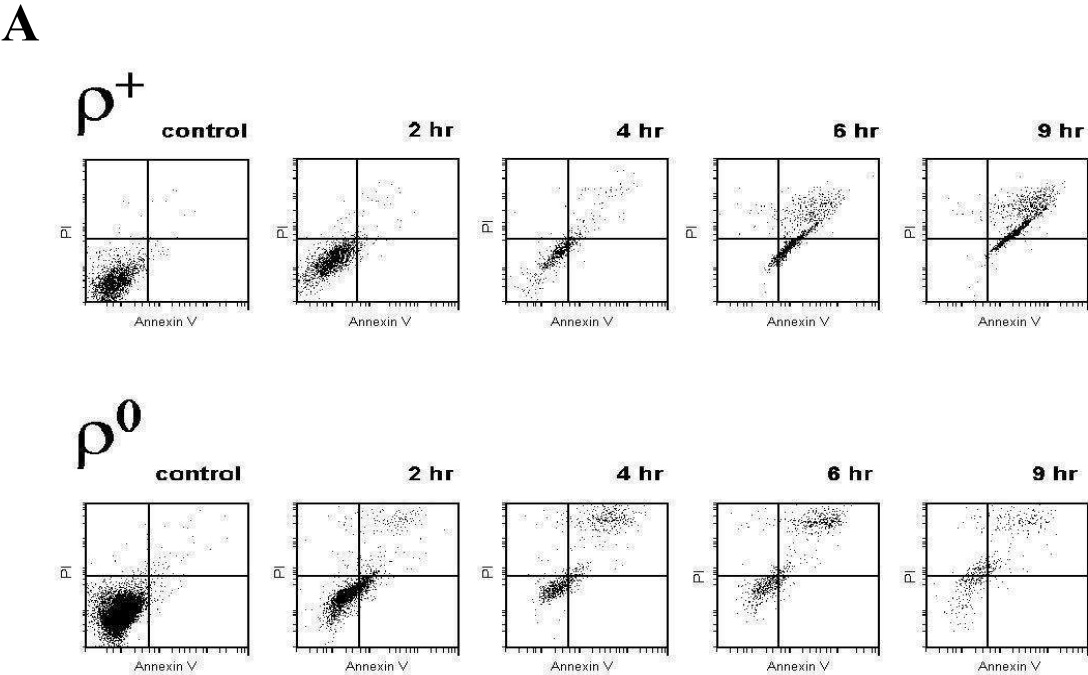 A
ρ+
control 2 hr 4 hr 6 hr 9 hr
PI PI PI PI PI
Annexin V Annexin V Annexin V Annexin V Annexin V
ρ0
control 2 hr 4 hr 6 hr 9 hr
PI PI PI PI PI
Annexin V Annexin V Annexin V Annexin V Annexin V